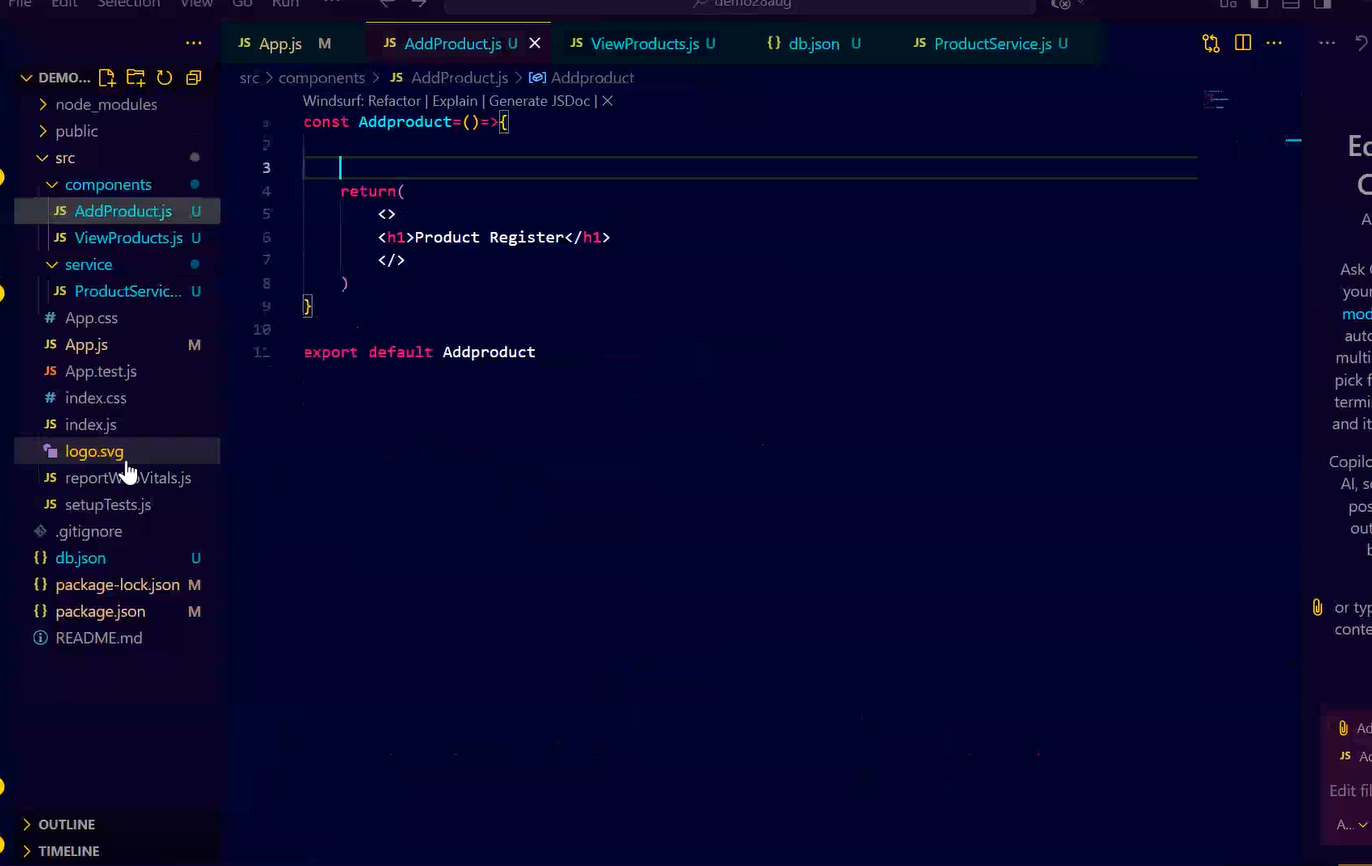 File Edit Selection View Go Run ... demo28aug
JS App.js M JS AddProduct.js U JS ViewProducts.js U {} db.json U JS ProductService.js U
DEMO...
node_modules
public
src
components
JS AddProduct.js U
JS ViewProducts.js U
service
JS ProductServic... U
# App.css
JS App.js M
JS App.test.js
# index.css
JS index.js
logo.svg
JS
JS setupTests.js
.gitignore
{} db.json U
{} package-lock.json M
{} package.json M
README.md
OUTLINE
TIMELINE
src > components > JS AddProduct.js > Addproduct
Windsurf: Refactor | Explain | Generate JSDoc |
const Addproduct=()=>{
2
3
4 return(
5 <>
6 <h1>Product Register</h1>
7 </>
8 )
9 }
10
11 export default Addproduct
Ask
your
mod
auto
multi
pick f
termi
and it
Copilo
AI, s
pos
out
b
or typ
conte
Ad
JS Ad
Edit fil
A...